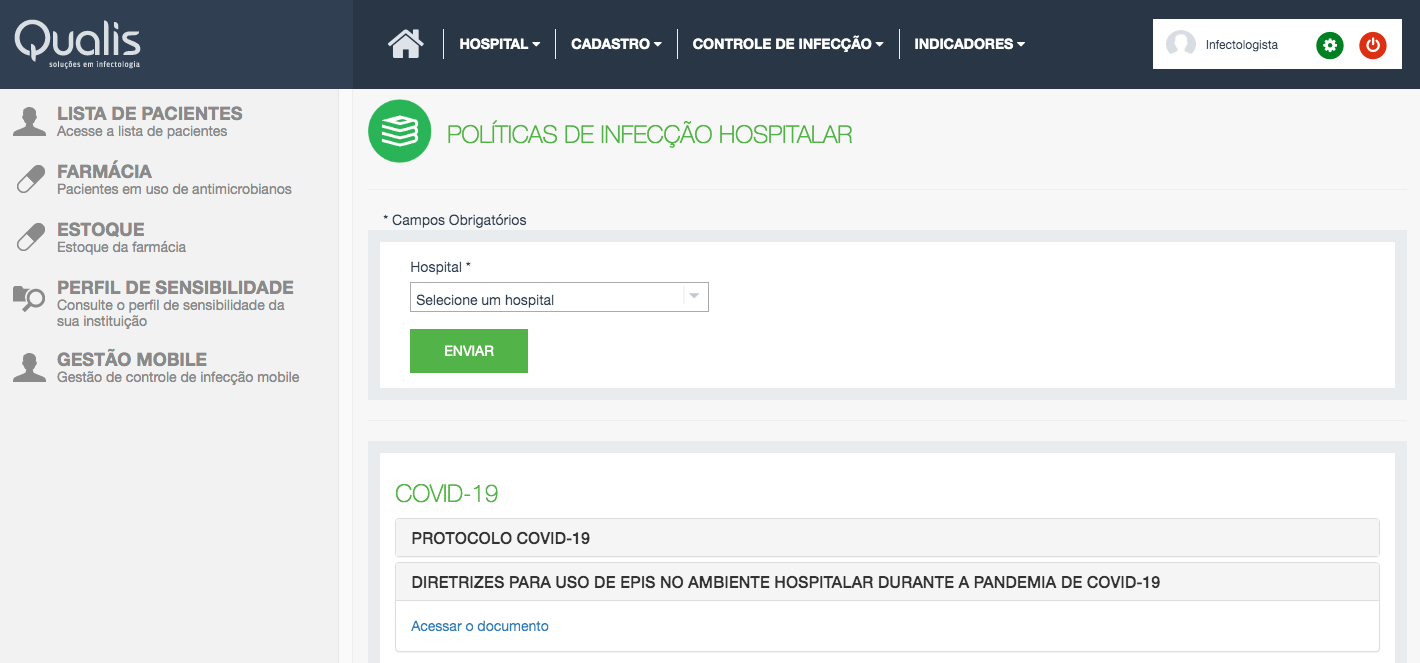 Qualis
soluções em infectologia
HOSPITAL
CADASTRO
CONTROLE DE INFECÇÃO
INDICADORES
Infectologista
LISTA DE PACIENTES
Acesse a lista de pacientes
FARMÁCIA
Pacientes em uso de antimicrobianos
ESTOQUE
Estoque da farmácia
PERFIL DE SENSIBILIDADE
Consulte o perfil de sensibilidade da
sua instituição
GESTÃO MOBILE
Gestão de controle de infecção mobile
POLÍTICAS DE INFECÇÃO HOSPITALAR
* Campos Obrigatórios
Hospital *
Selecione um hospital
ENVIAR
COVID-19
PROTOCOLO COVID-19
DIRETRIZES PARA USO DE EPIS NO AMBIENTE HOSPITALAR DURANTE A PANDEMIA DE COVID-19
Acessar o documento